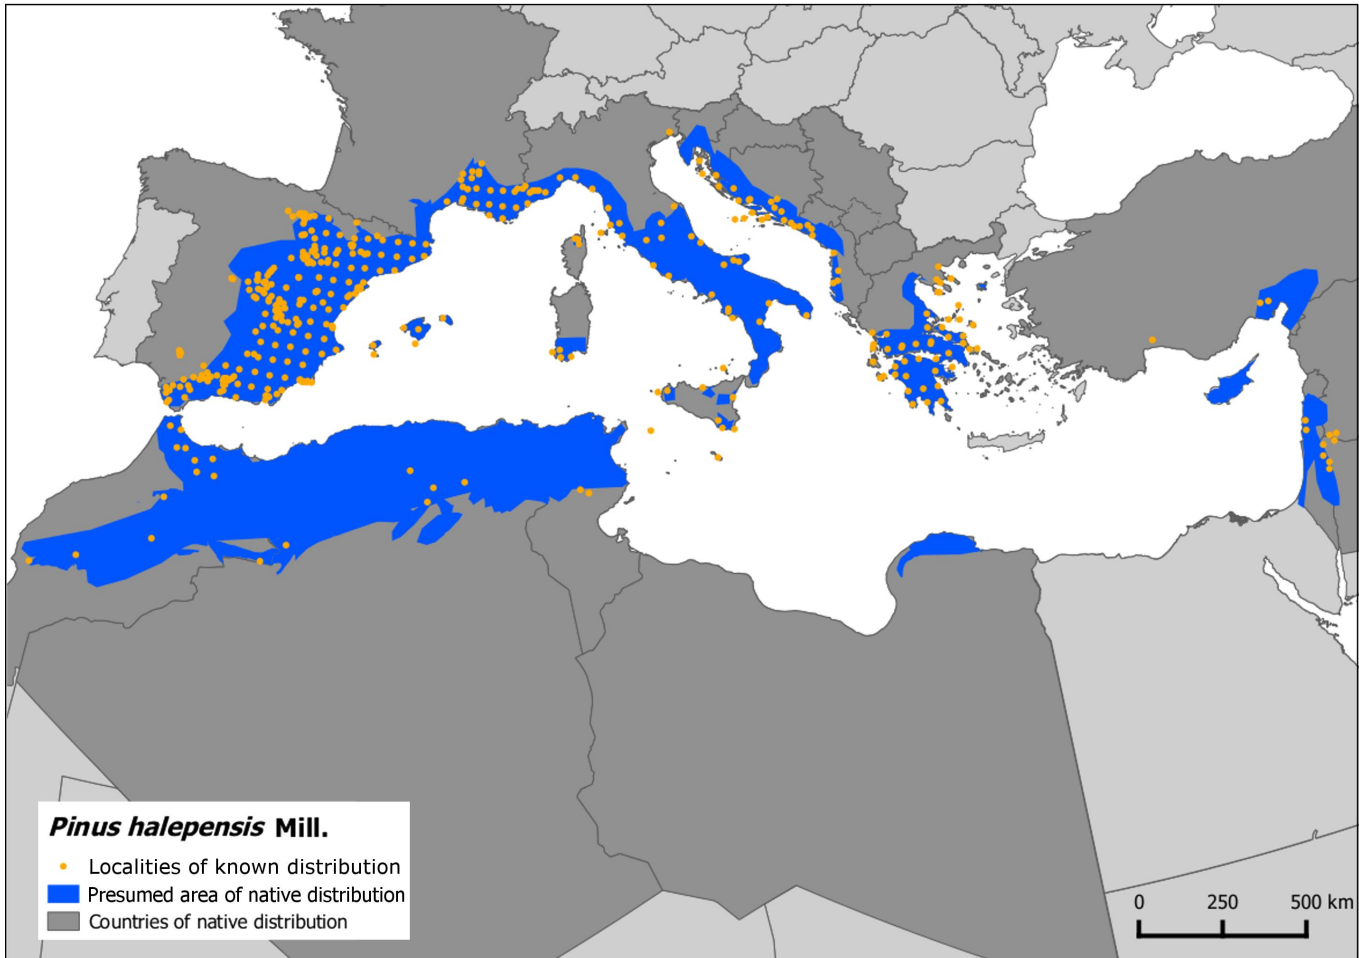 Pinus halepensis Mill.
Localities of known distribution
Presumed area of native distribution
Countries of native distribution
0 250 500 km